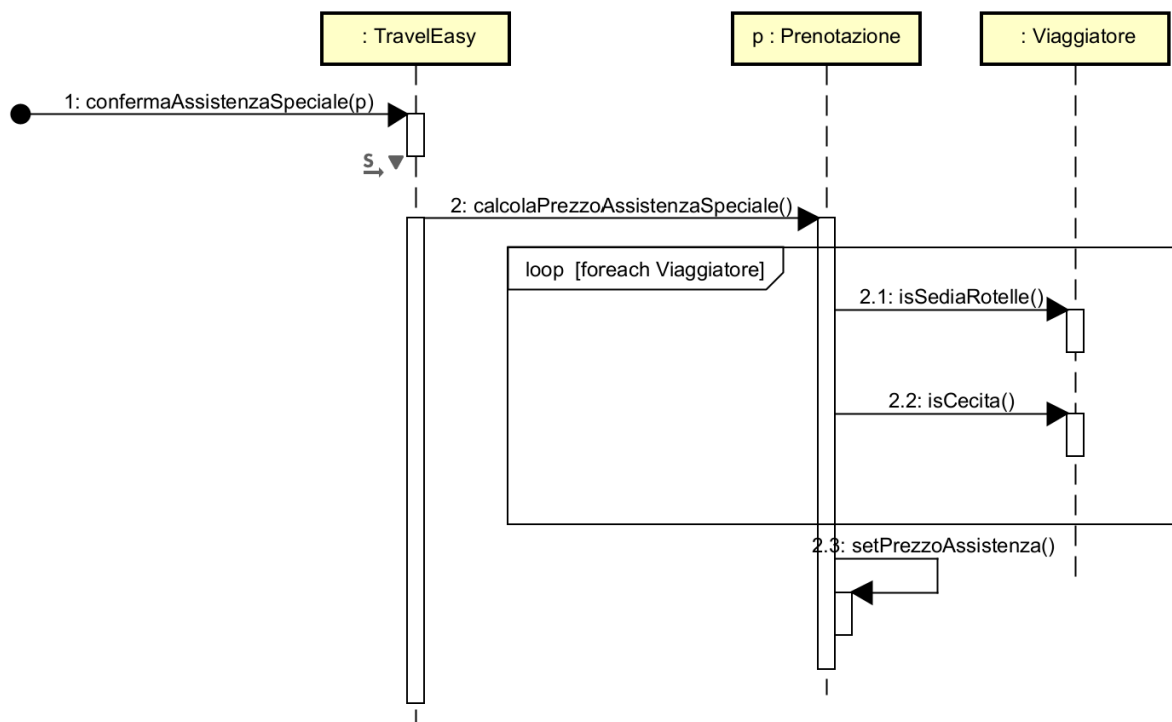 : TravelEasy
p : Prenotazione
: Viaggiatore
1: confermaAssistenzaSpeciale(p)
S
2: calcolaPrezzoAssistenzaSpeciale()
loop [foreach Viaggiatore]
2.1: isSediaRotelle()
2.2: isCecita()
2.3: setPrezzoAssistenza()